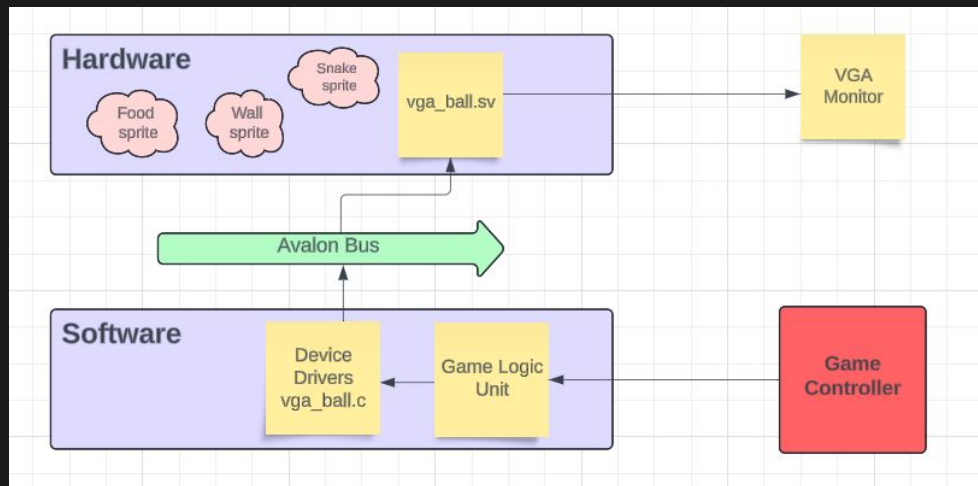 Hardware
Snake
sprite
Food
sprite
Wall
sprite
vga_ball.sv
VGA
Monitor
Avalon Bus
Software
Device
Drivers
vga_ball.c
Game Logic
Unit
Game
Controller